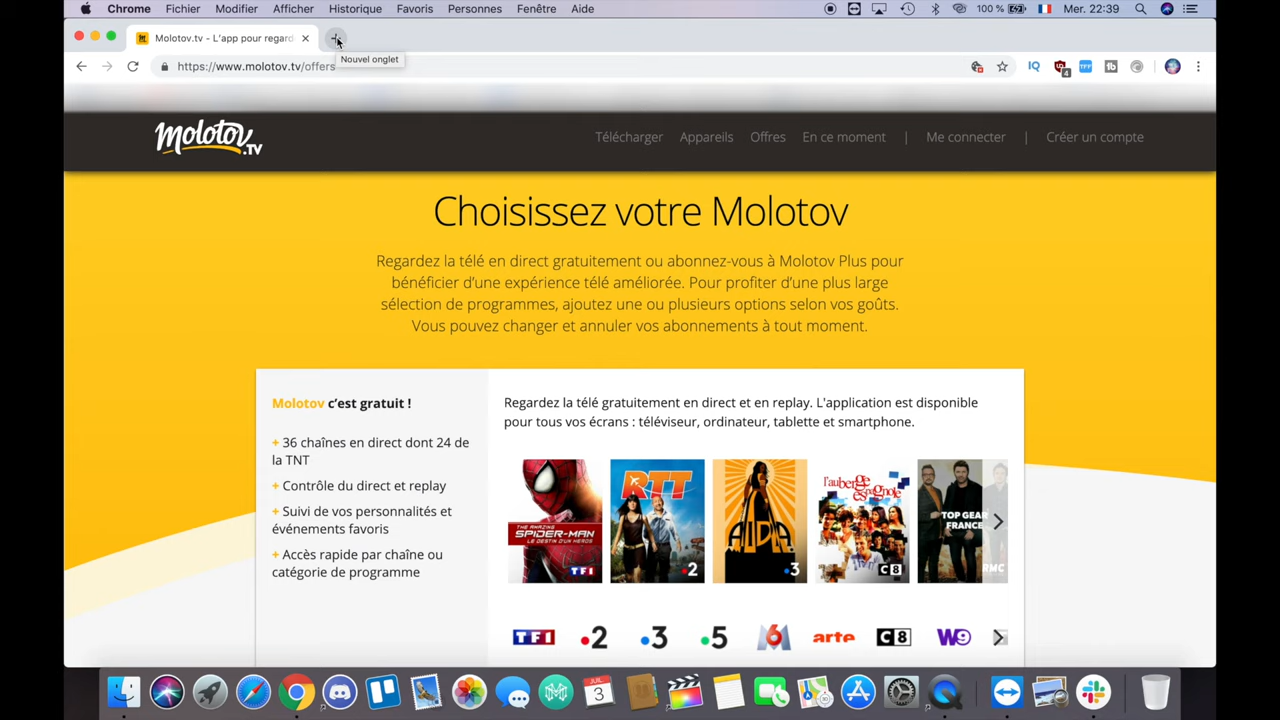 Chrome Fichier Modifier Afficher Historique Favoris Personnes Fenêtre Aide 100 % Mer. 22:39
Molotov.tv - L'app pour regard
Nouvel onglet
https://www.molotov.tv/offers
IQ 4 TFF tb
molotov.TV Télécharger Appareils Offres En ce moment | Me connecter | Créer un compte
Choisissez votre Molotov
Regardez la télé en direct gratuitement ou abonnez-vous à Molotov Plus pour
bénéficier d'une expérience télé améliorée. Pour profiter d'une plus large
sélection de programmes, ajoutez une ou plusieurs options selon vos goûts.
Vous pouvez changer et annuler vos abonnements à tout moment.
Molotov c'est gratuit !
+ 36 chaînes en direct dont 24 de
la TNT
+ Contrôle du direct et replay
+ Suivi de vos personnalités et
événements favoris
+ Accès rapide par chaîne ou
catégorie de programme
Regardez la télé gratuitement en direct et en replay. L'application est disponible
pour tous vos écrans : téléviseur, ordinateur, tablette et smartphone.
THE AMAZING
SPIDER-MAN
LE DESTIN D'UN HÉROS
TF1
RTT
2
AIDA
3
l'auberge
espagnole
C8
TOP GEAR
FRANCE
RMC
TF1 2 3 5 M6 arte C8 W9
JUL
3